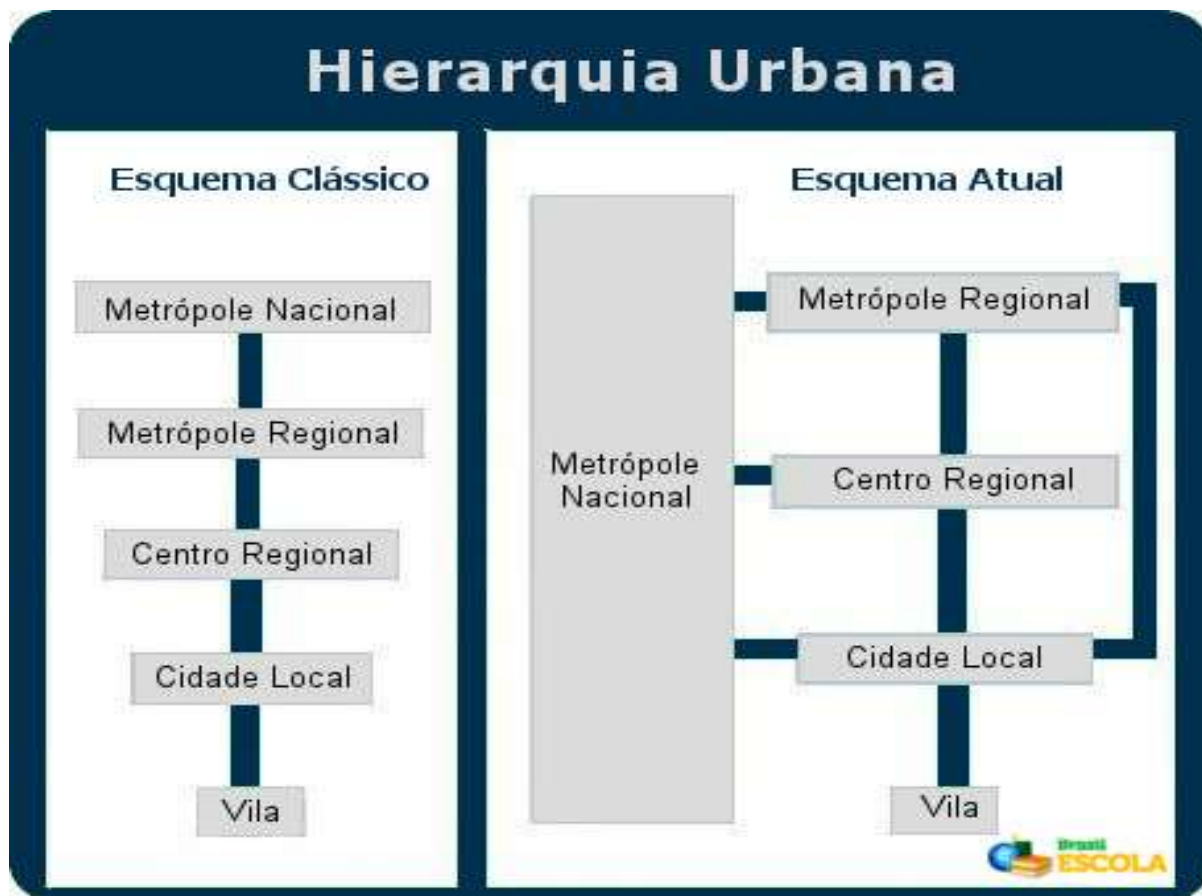 Hierarquia Urbana
Esquema Clássico
Metrópole Nacional
Metrópole Regional
Centro Regional
Cidade Local
Vila
Esquema Atual
Metrópole
Nacional
Metrópole Regional
Centro Regional
Cidade Local
Vila
Brasil
ESCOLA